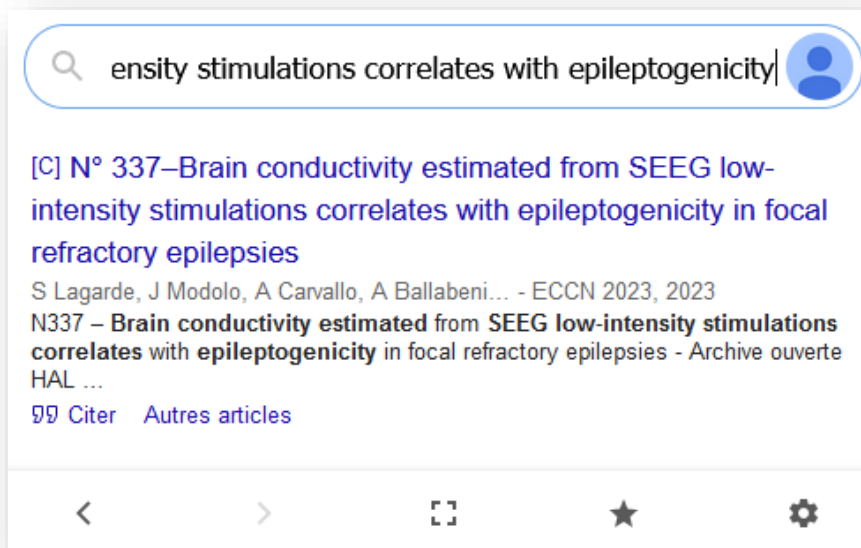 ensity stimulations correlates with epileptogenicity
[C] N° 337–Brain conductivity estimated from SEEG low-
intensity stimulations correlates with epileptogenicity in focal
refractory epilepsies
S Lagarde, J Modolo, A Carvallo, A Ballabeni... - ECCN 2023, 2023
N337 – Brain conductivity estimated from SEEG low-intensity stimulations
correlates with epileptogenicity in focal refractory epilepsies - Archive ouverte
HAL ...
Citer Autres articles